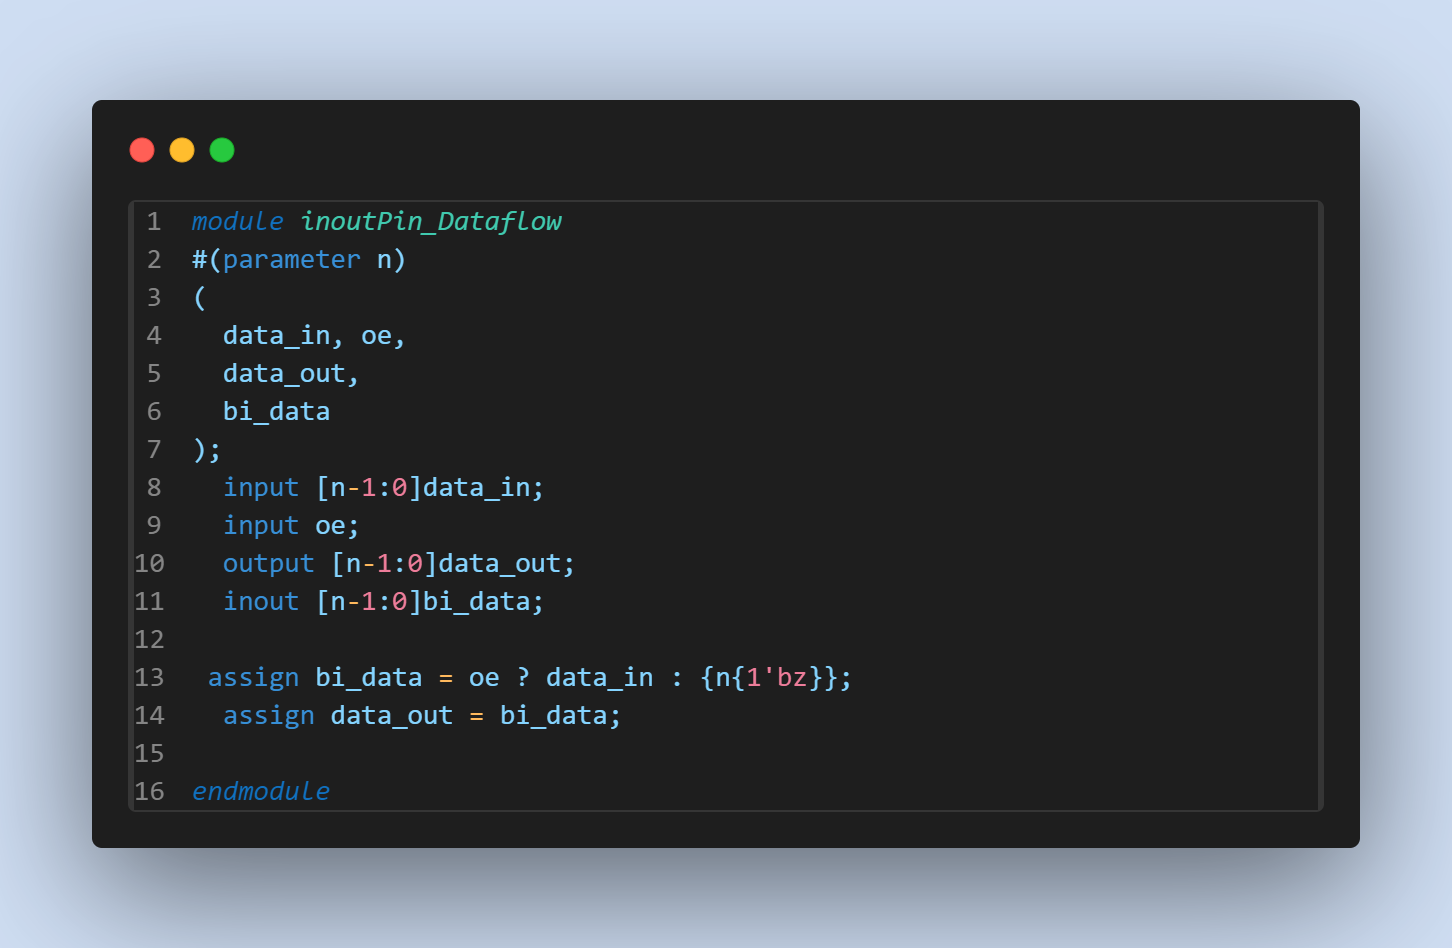 1 module inoutPin_Dataflow
2 #(parameter n)
3 (
4   data_in, oe,
5   data_out,
6   bi_data
7 );
8   input [n-1:0]data_in;
9   input oe;
10   output [n-1:0]data_out;
11   inout [n-1:0]bi_data;
12
13  assign bi_data = oe ? data_in : {n{1'bz}};
14   assign data_out = bi_data;
15
16 endmodule